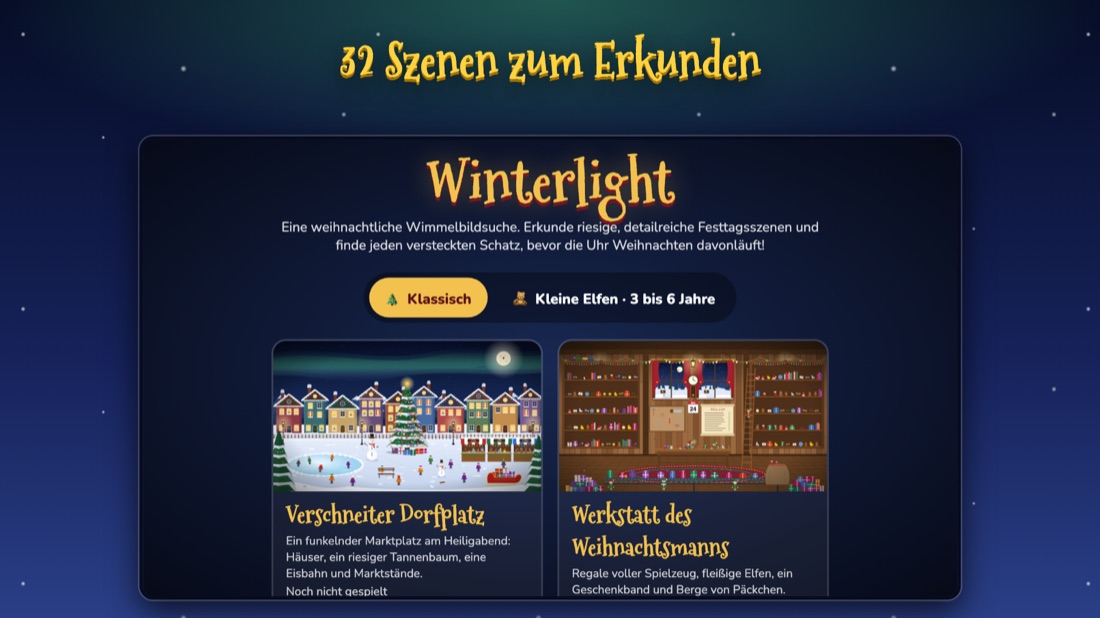 32 Szenen zum Erkunden
Winterlight
Eine weihnachtliche Wimmelbildsuche. Erkunde riesige, detailreiche Festtagsszenen und
finde jeden versteckten Schatz, bevor die Uhr Weihnachten davonläuft!
Klassisch
Kleine Elfen · 3 bis 6 Jahre
24
Verschneiter Dorfplatz
Ein funkelnder Marktplatz am Heiligabend:
Häuser, ein riesiger Tannenbaum, eine
Eisbahn und Marktstände.
Noch nicht gespielt
Werkstatt des
Weihnachtsmanns
Regale voller Spielzeug, fleißige Elfen, ein
Geschenkband und Berge von Päckchen.